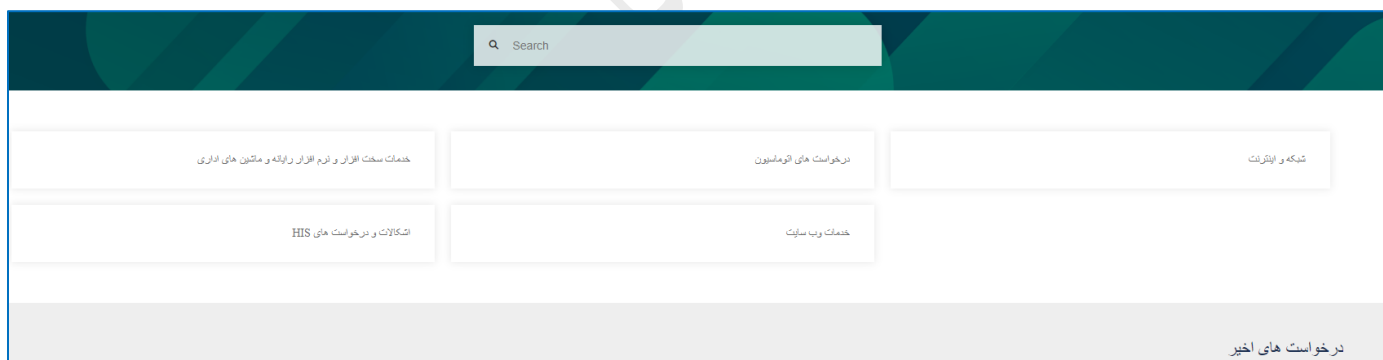 Search
شبکه و اینترنت
درخواست های اتوماسیون
خدمات سخت افزار و نرم افزار رایانه و ماشین های اداری
خدمات وب سایت
اشکالات و درخواست های HIS
درخواست های اخیر